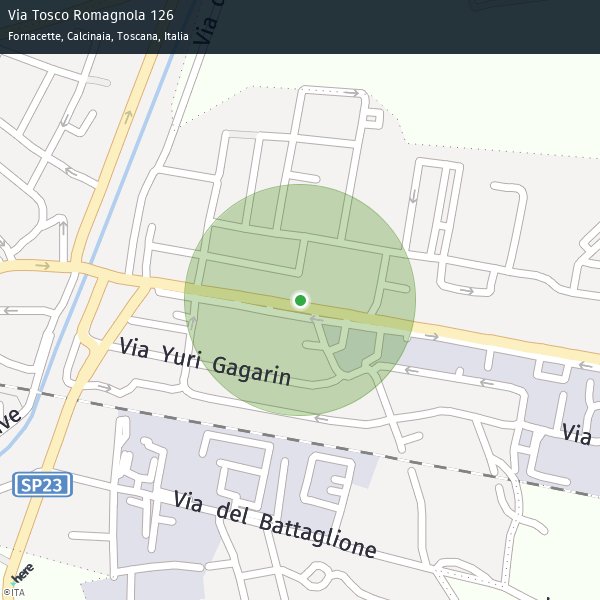 Via Tosco Romagnola 126
Fornacette, Calcinaia, Toscana, Italia
Via
Via Yuri Gagarin
Via
SP23
Via del Battaglione
here
©ITA